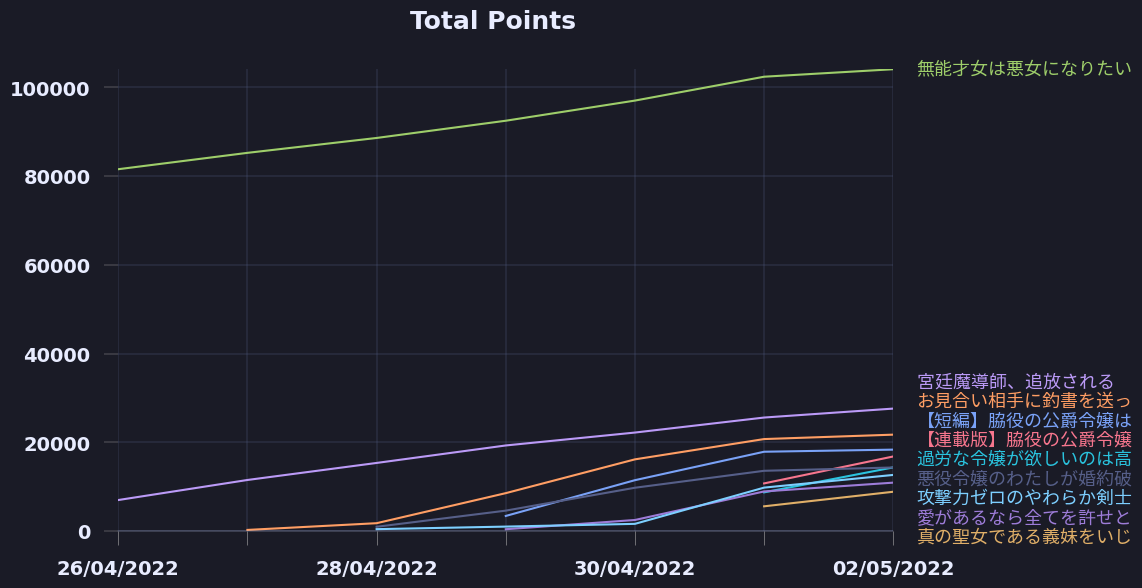 Total Points
100000
80000
60000
40000
20000
0
26/04/2022
28/04/2022
30/04/2022
02/05/2022
無能才女は悪女になりたい
宮廷魔導師、追放される
お見合い相手に釣書を送っ
【短編】脇役の公爵令嬢は
【連載版】脇役の公爵令嬢
過労な令嬢が欲しいのは高
悪役令嬢のわたしが婚約破
攻撃力ゼロのやわらか剣士
愛があるなら全てを許せと
真の聖女である義妹をいじ